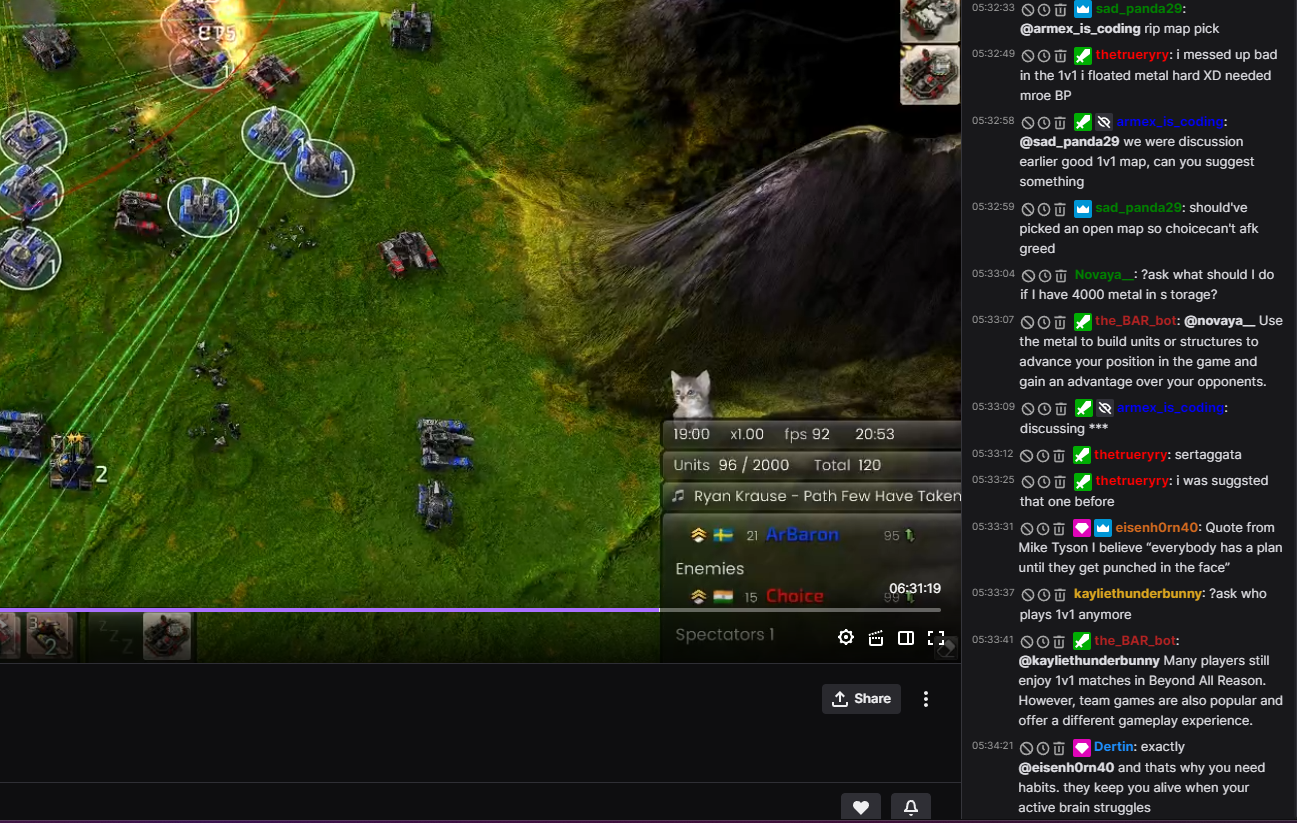 EPS
1
1
1
1
1
1
2
19:00 x1.00 fps 92 20:53
Units 96 / 2000 Total 120
Ryan Krause - Path Few Have Taken
21 ArBaron 95
Enemies
15 Choice 99
06:31:19
Spectators 1
3
2
z z z
Share
05:32:33 sad_panda29:
@armex_is_coding rip map pick
05:32:49 thetrueryry: i messed up bad
in the 1v1 i floated metal hard XD needed
mroe BP
05:32:58 armex_is_coding:
@sad_panda29 we were discussion
earlier good 1v1 map, can you suggest
something
05:32:59 sad_panda29: should've
picked an open map so choicecan't afk
greed
05:33:04 Novaya__: ?ask what should I do
if I have 4000 metal in s torage?
05:33:07 the_BAR_bot: @novaya__ Use
the metal to build units or structures to
advance your position in the game and
gain an advantage over your opponents.
05:33:09 armex_is_coding:
discussing ***
05:33:12 thetrueryry: sertaggata
05:33:25 thetrueryry: i was suggsted
that one before
05:33:31 eisenh0rn40: Quote from
Mike Tyson I believe “everybody has a plan
until they get punched in the face”
05:33:37 kayliethunderbunny: ?ask who
plays 1v1 anymore
05:33:41 the_BAR_bot:
@kayliethunderbunny Many players still
enjoy 1v1 matches in Beyond All Reason.
However, team games are also popular and
offer a different gameplay experience.
05:34:21 Dertin: exactly
@eisenh0rn40 and thats why you need
habits. they keep you alive when your
active brain struggles